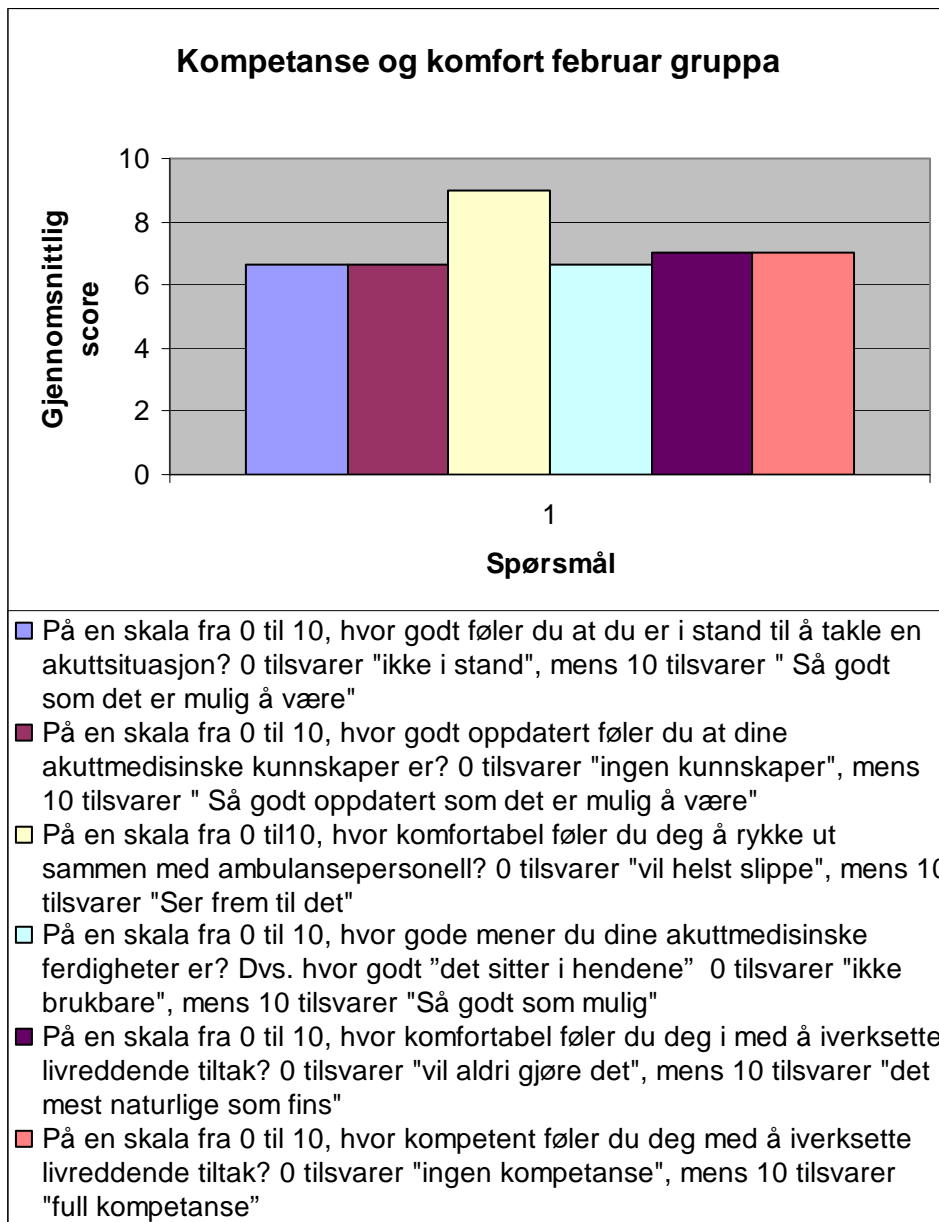 Kompetanse og komfort februar gruppa
10
8
6
4
2
0
Gjennomsnittlig
score
1
Spørsmål
På en skala fra 0 til 10, hvor godt føler du at du er i stand til å takle en
akuttsituasjon? 0 tilsvarer "ikke i stand", mens 10 tilsvarer " Så godt
som det er mulig å være"
På en skala fra 0 til 10, hvor godt oppdatert føler du at dine
akuttmedisinske kunnskaper er? 0 tilsvarer "ingen kunnskaper", mens
10 tilsvarer " Så godt oppdatert som det er mulig å være"
På en skala fra 0 til10, hvor komfortabel føler du deg å rykke ut
sammen med ambulansepersonell? 0 tilsvarer "vil helst slippe", mens 10
tilsvarer "Ser frem til det"
På en skala fra 0 til 10, hvor gode mener du dine akuttmedisinske
ferdigheter er? Dvs. hvor godt ”det sitter i hendene”  0 tilsvarer "ikke
brukbare", mens 10 tilsvarer "Så godt som mulig"
På en skala fra 0 til 10, hvor komfortabel føler du deg i med å iverksette
livreddende tiltak? 0 tilsvarer "vil aldri gjøre det", mens 10 tilsvarer "det
mest naturlige som fins"
På en skala fra 0 til 10, hvor kompetent føler du deg med å iverksette
livreddende tiltak? 0 tilsvarer "ingen kompetanse", mens 10 tilsvarer
"full kompetanse”